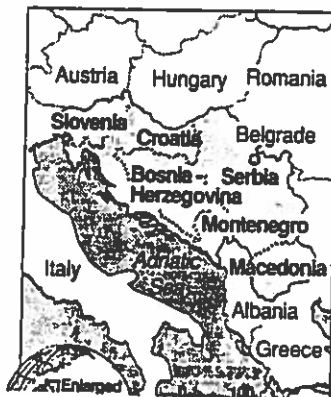 Austria
Hungary
Romania
Slovenia
Croatia
Belgrade
Bosnia-
Herzegovina
Serbia
Montenegro
Italy
Adriatic
Sea
Macedonia
Albania
Greece
Enlarged